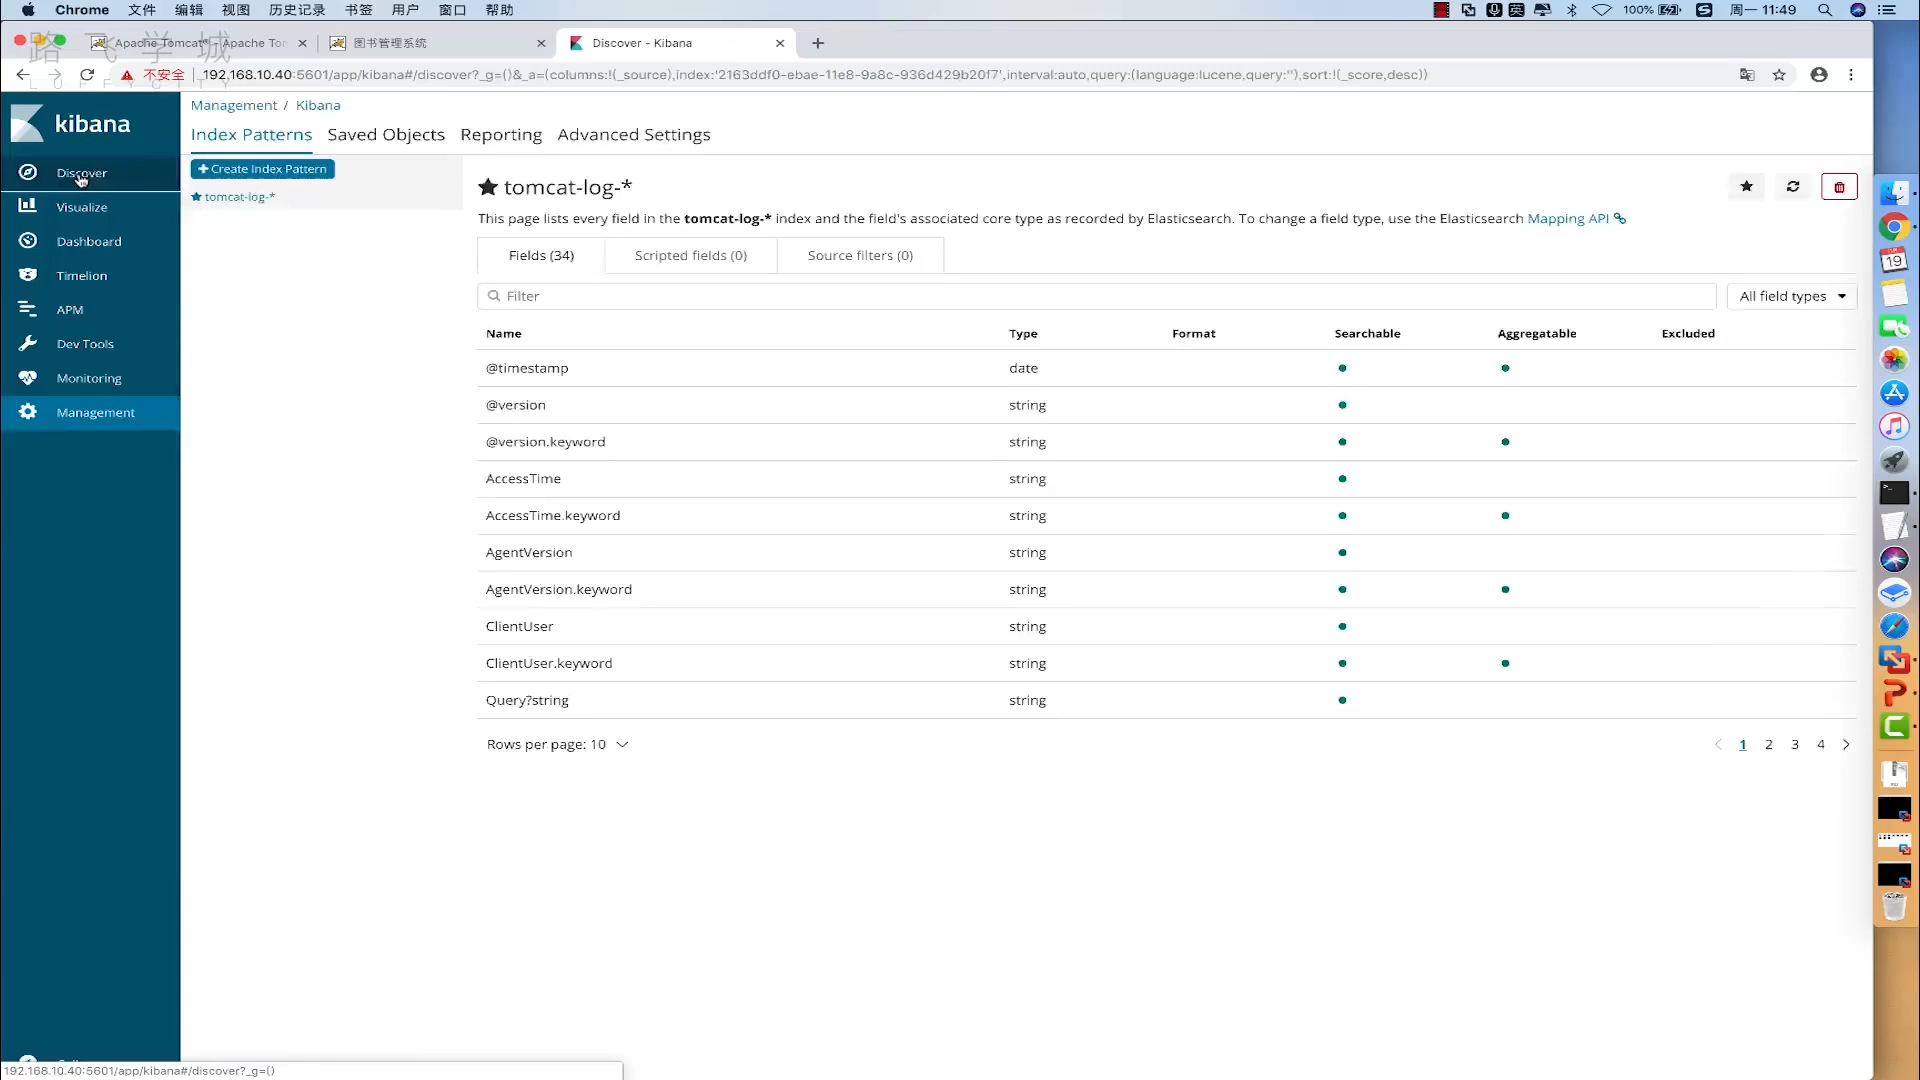 Chrome 文件 编辑 视图 历史记录 书签 用户 窗口 帮助 英 100% 周一 11:49
Apache Tomcat® - Apache Tom 图书管理系统 Discover - Kibana
路飞学城
不安全 192.168.10.40:5601/app/kibana#/discover?_g=()&_a=(columns:!(_source),index:'2163ddf0-ebae-11e8-9a8c-936d429b20f7',interval:auto,query:(language:lucene,query:''),sort:!(_score,desc))
LUFFYCITY
Management / Kibana
kibana
Index Patterns Saved Objects Reporting Advanced Settings
Create Index Pattern
tomcat-log-*
Discover
Visualize
Dashboard
Timelion
APM
Dev Tools
Monitoring
Management
tomcat-log-*
This page lists every field in the tomcat-log-* index and the field's associated core type as recorded by Elasticsearch. To change a field type, use the Elasticsearch Mapping API
Fields (34) Scripted fields (0) Source filters (0)
Filter All field types
Name Type Format Searchable Aggregatable Excluded
@timestamp date
@version string
@version.keyword string
AccessTime string
AccessTime.keyword string
AgentVersion string
AgentVersion.keyword string
ClientUser string
ClientUser.keyword string
Query?string string
Rows per page: 10 1 2 3 4
19
192.168.10.40:5601/app/kibana#/discover?_g=()